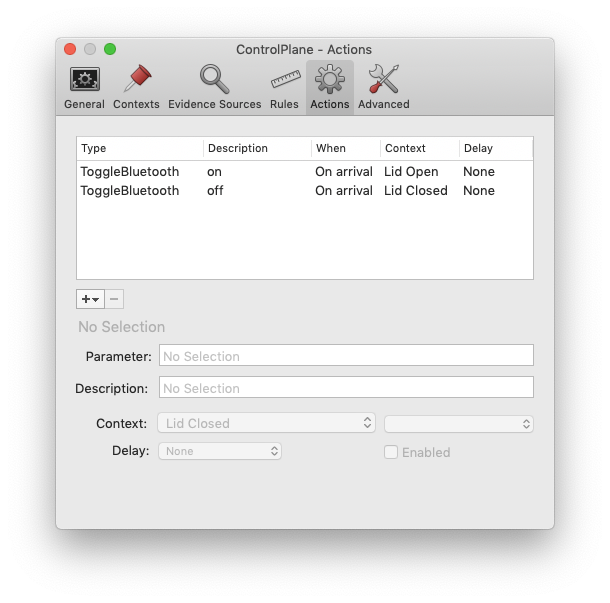 ControlPlane - Actions
General Contexts Evidence Sources Rules Actions Advanced
Type Description When Context Delay
ToggleBluetooth on On arrival Lid Open None
ToggleBluetooth off On arrival Lid Closed None
No Selection
Parameter: No Selection
Description: No Selection
Context: Lid Closed
Delay: None Enabled